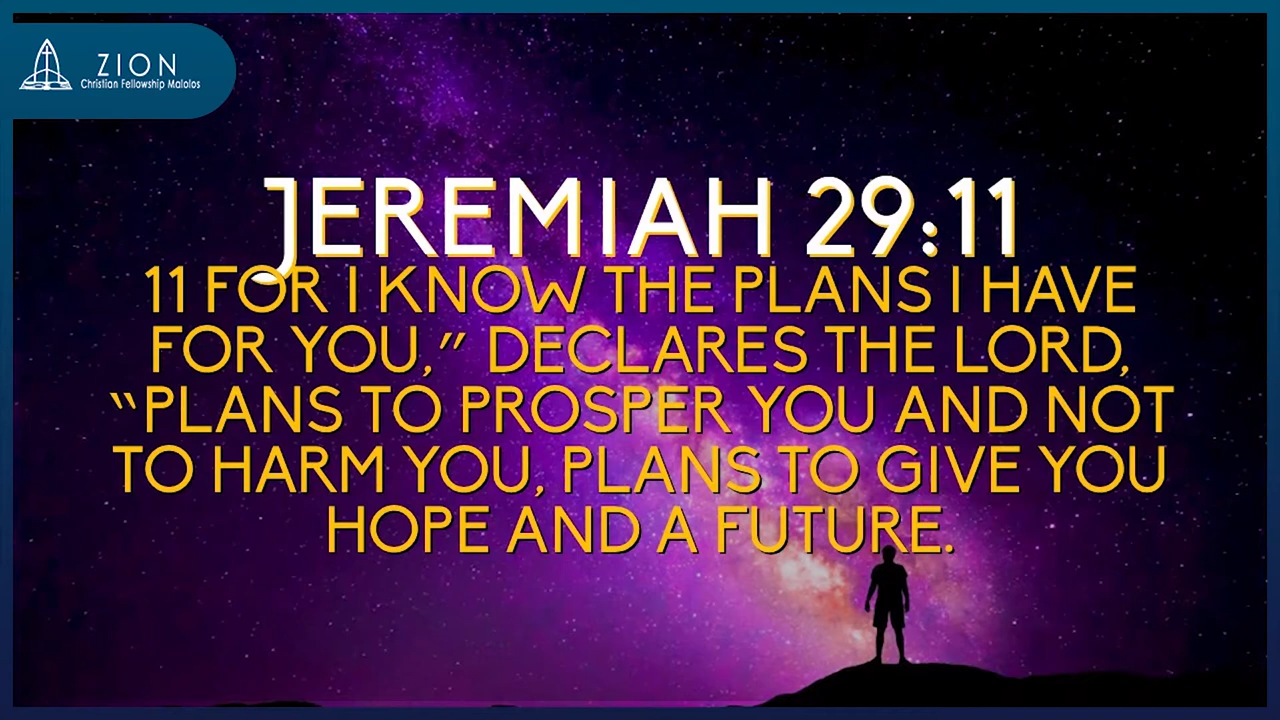 ZION
Christian Fellowship Malolos
JEREMIAH 29:11
11 FOR I KNOW THE PLANS I HAVE
FOR YOU,” DECLARES THE LORD,
“PLANS TO PROSPER YOU AND NOT
TO HARM YOU, PLANS TO GIVE YOU
HOPE AND A FUTURE.